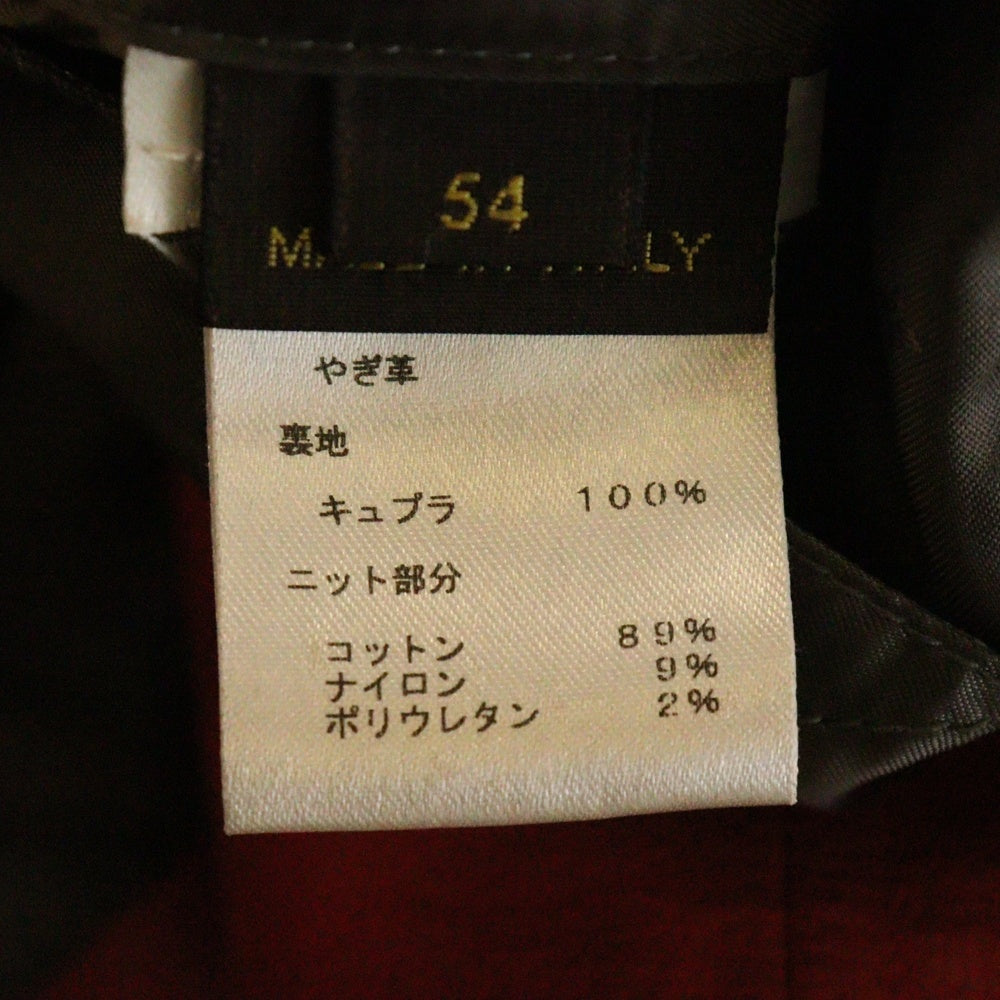 54
やぎ革
裏地
キュプラ 100%
ニット部分
コットン 89%
ナイロン 9%
ポリウレタン 2%